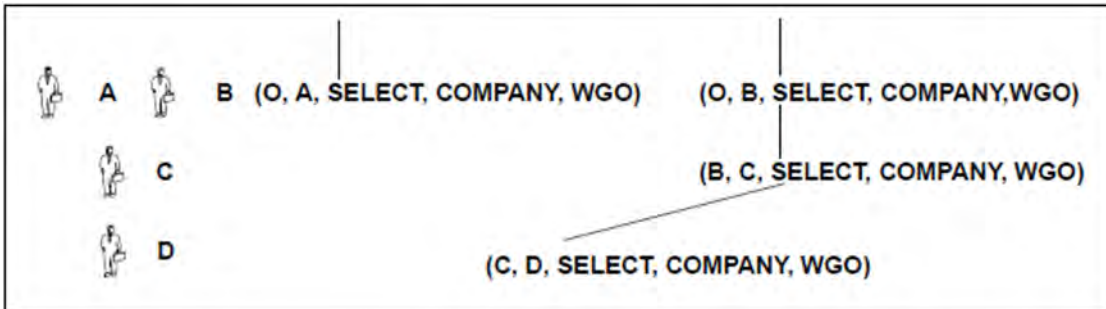 A B (O, A, SELECT, COMPANY, WGO) (O, B, SELECT, COMPANY,WGO)
C (B, C, SELECT, COMPANY, WGO)
D (C, D, SELECT, COMPANY, WGO)